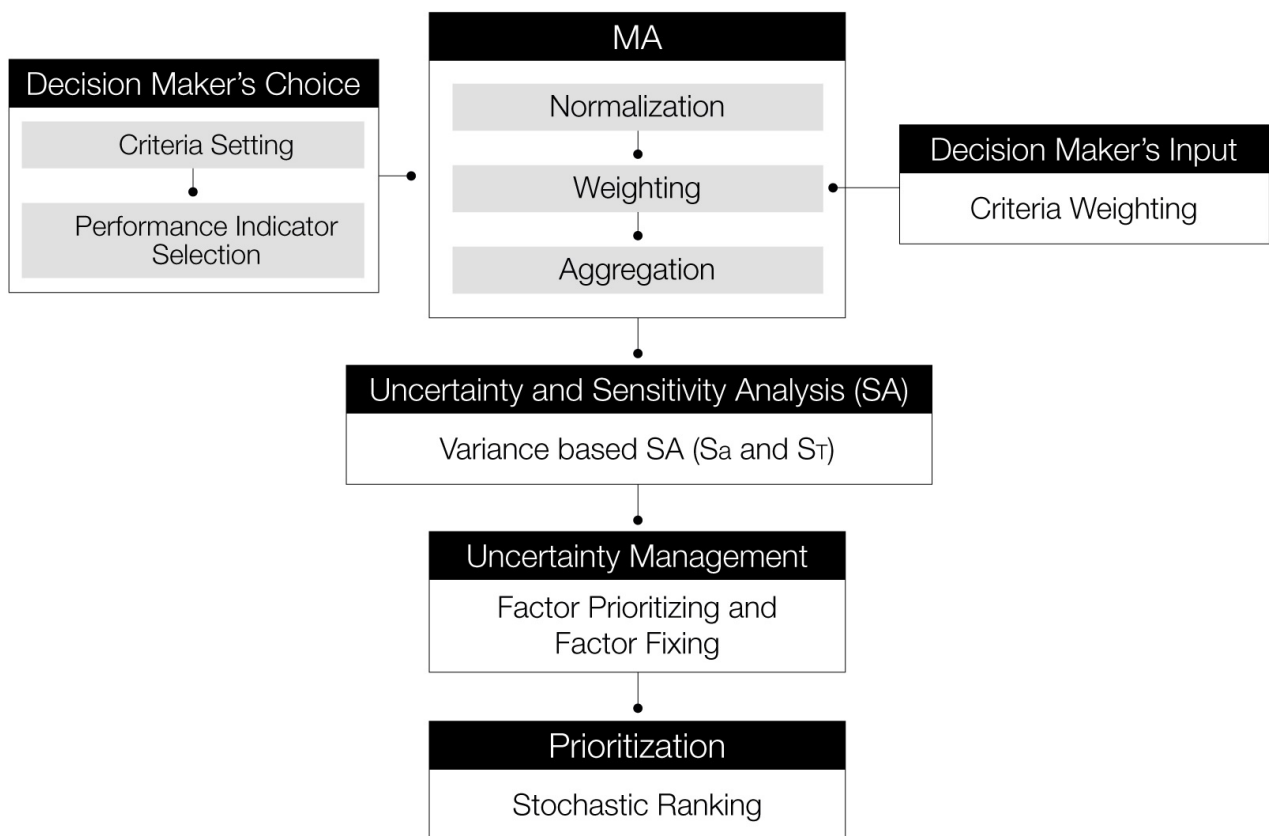 Decision Maker's Choice
Criteria Setting
Performance Indicator
Selection
MA
Normalization
Weighting
Aggregation
Decision Maker's Input
Criteria Weighting
Uncertainty and Sensitivity Analysis (SA)
Variance based SA (Sa and ST)
Uncertainty Management
Factor Prioritizing and
Factor Fixing
Prioritization
Stochastic Ranking